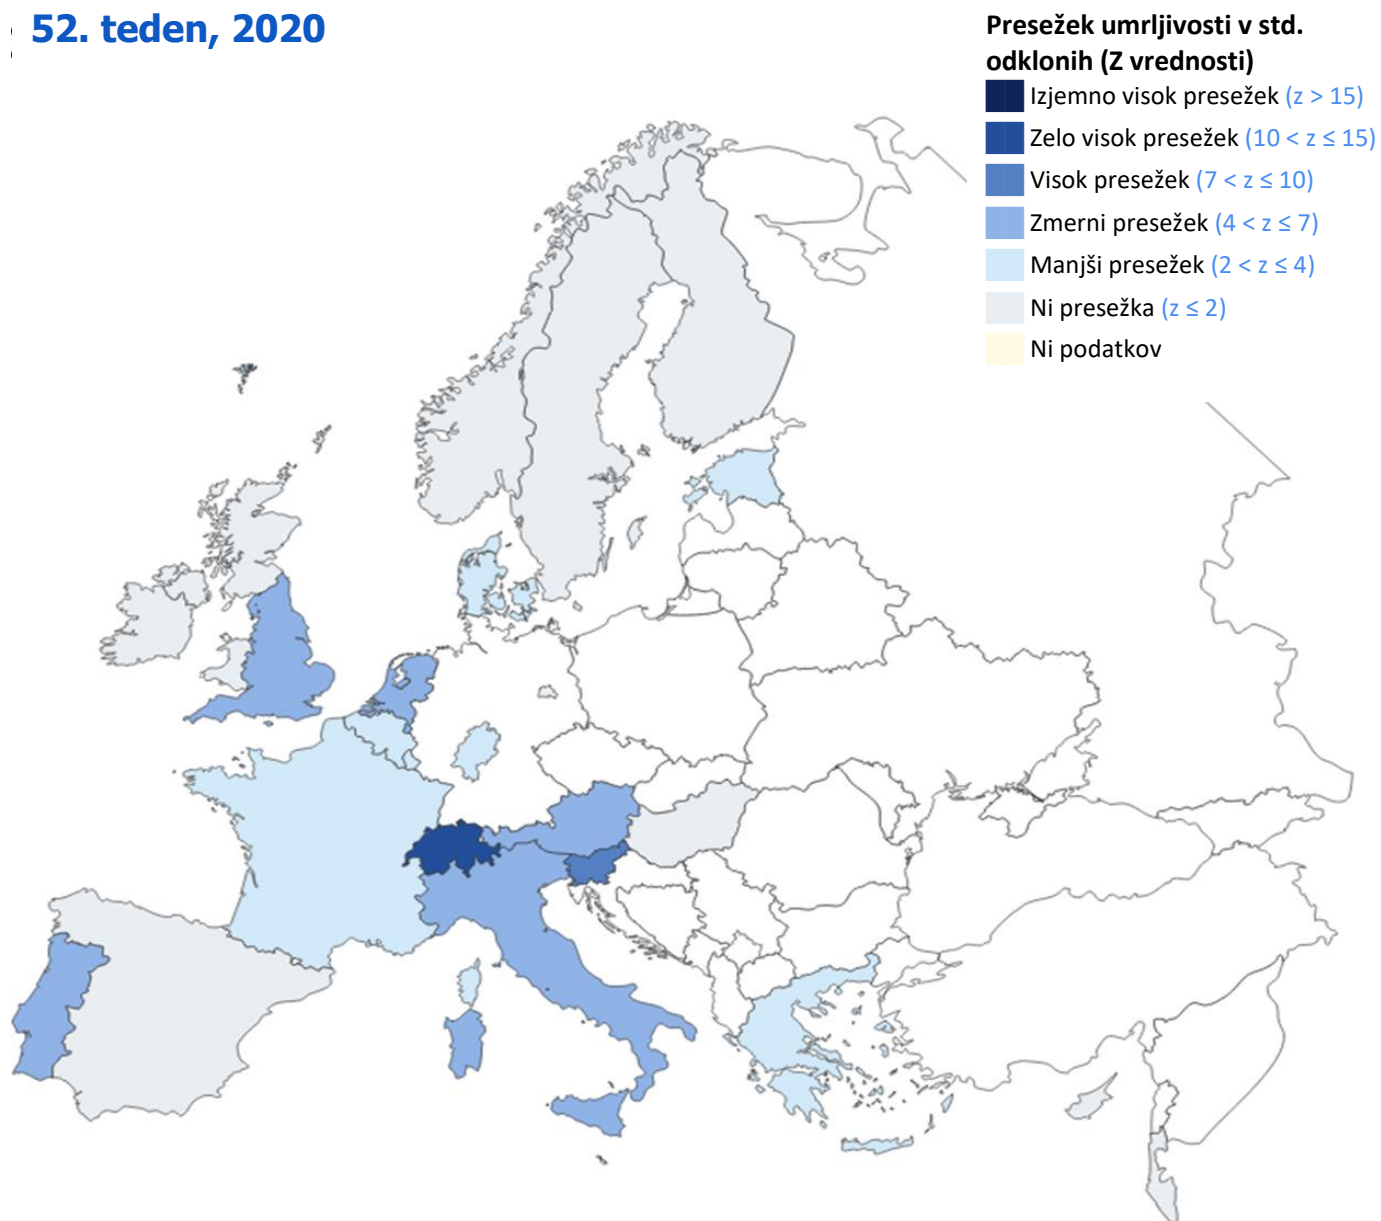 52. teden, 2020
Presežek umrljivosti v std.
odklonih (Z vrednosti)
Izjemno visok presežek (z > 15)
Zelo visok presežek (10 < z ≤ 15)
Visok presežek (7 < z ≤ 10)
Zmerni presežek (4 < z ≤ 7)
Manjši presežek (2 < z ≤ 4)
Ni presežka (z ≤ 2)
Ni podatkov